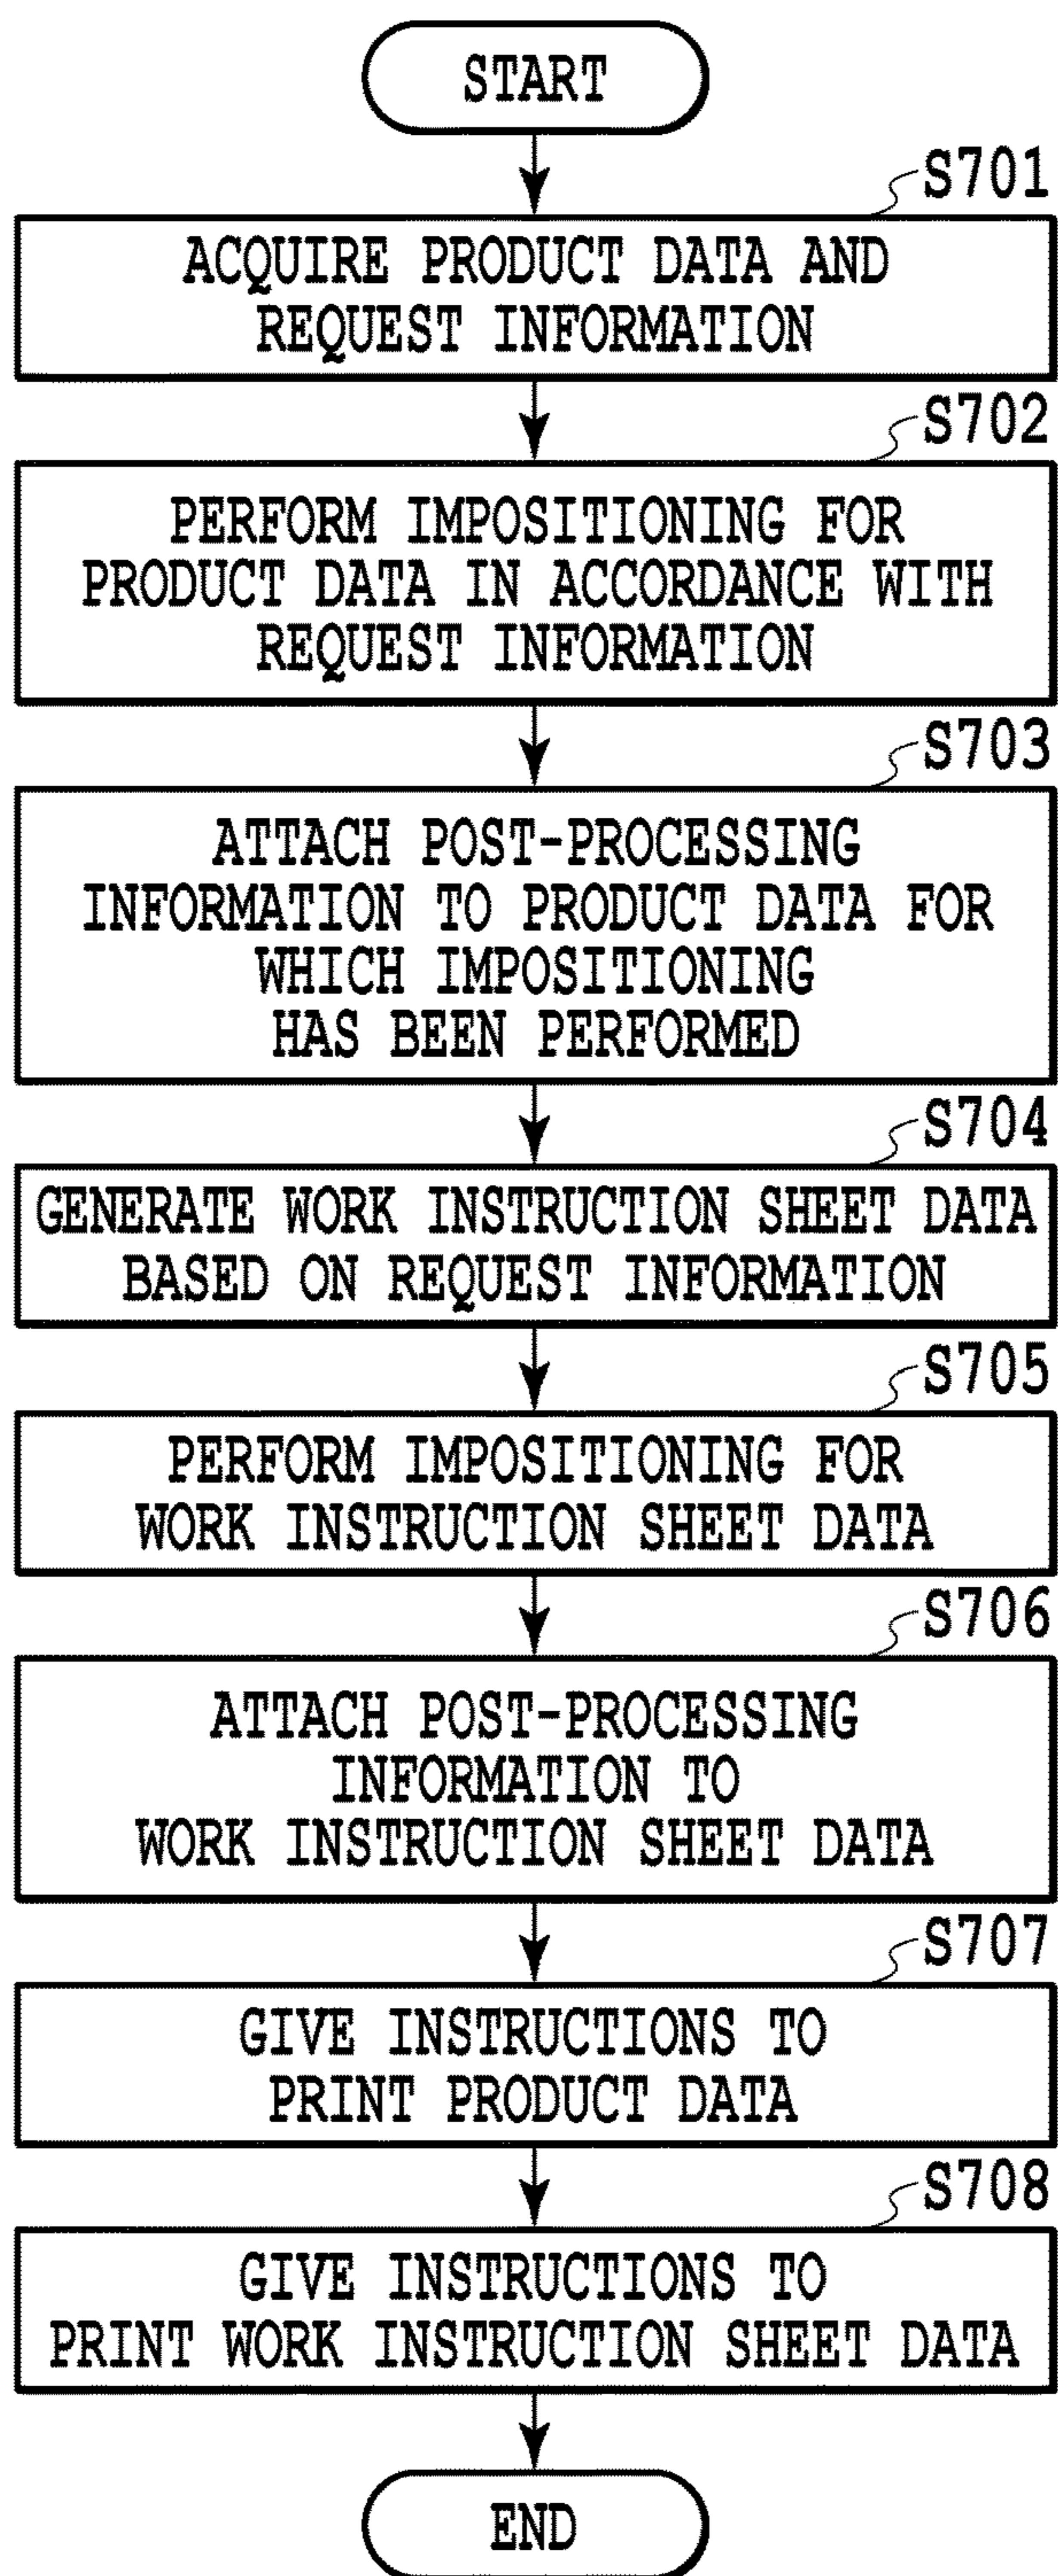 START
S701
ACQUIRE PRODUCT DATA AND
REQUEST INFORMATION
S702
PERFORM IMPOSITIONING FOR
PRODUCT DATA IN ACCORDANCE WITH
REQUEST INFORMATION
S703
ATTACH POST-PROCESSING
INFORMATION TO PRODUCT DATA FOR
WHICH IMPOSITIONING
HAS BEEN PERFORMED
S704
GENERATE WORK INSTRUCTION SHEET DATA
BASED ON REQUEST INFORMATION
S705
PERFORM IMPOSITIONING FOR
WORK INSTRUCTION SHEET DATA
S706
ATTACH POST-PROCESSING
INFORMATION TO
WORK INSTRUCTION SHEET DATA
S707
GIVE INSTRUCTIONS TO
PRINT PRODUCT DATA
S708
GIVE INSTRUCTIONS TO
PRINT WORK INSTRUCTION SHEET DATA
END